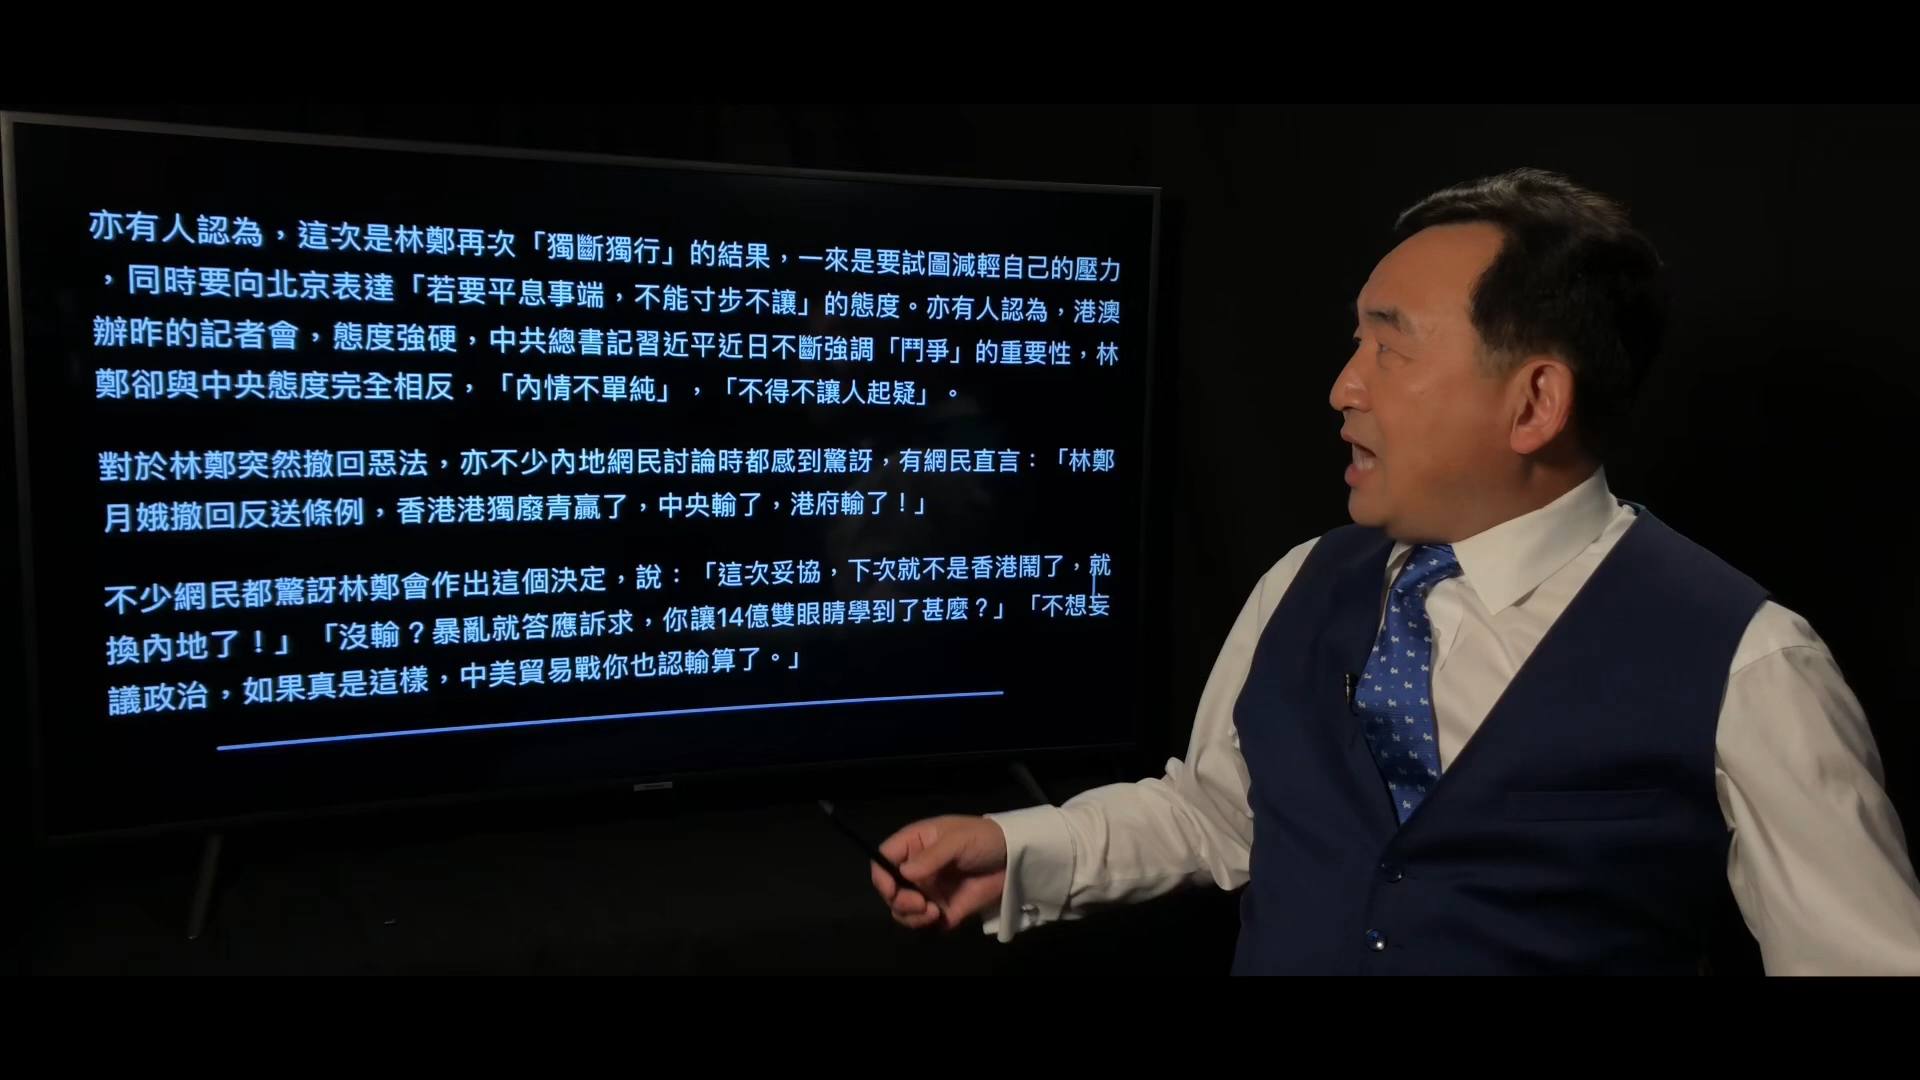 亦有人認為，這次是林鄭再次「獨斷獨行」的結果，一來是要試圖減輕自己的壓力
，同時要向北京表達「若要平息事端，不能寸步不讓」的態度。亦有人認為，港澳
辦昨的記者會，態度強硬，中共總書記習近平近日不斷強調「鬥爭」的重要性，林
鄭卻與中央態度完全相反，「內情不單純」，「不得不讓人起疑」。
對於林鄭突然撤回惡法，亦不少內地網民討論時都感到驚訝，有網民直言：「林鄭
月娥撤回反送條例，香港港獨廢青贏了，中央輸了，港府輸了！」
不少網民都驚訝林鄭會作出這個決定，說：「這次妥協，下次就不是香港鬧了，就
換內地了！」「沒輸？暴亂就答應訴求，你讓14億雙眼睛學到了甚麼？」「不想妄
議政治，如果真是這樣，中美貿易戰你也認輸算了。」